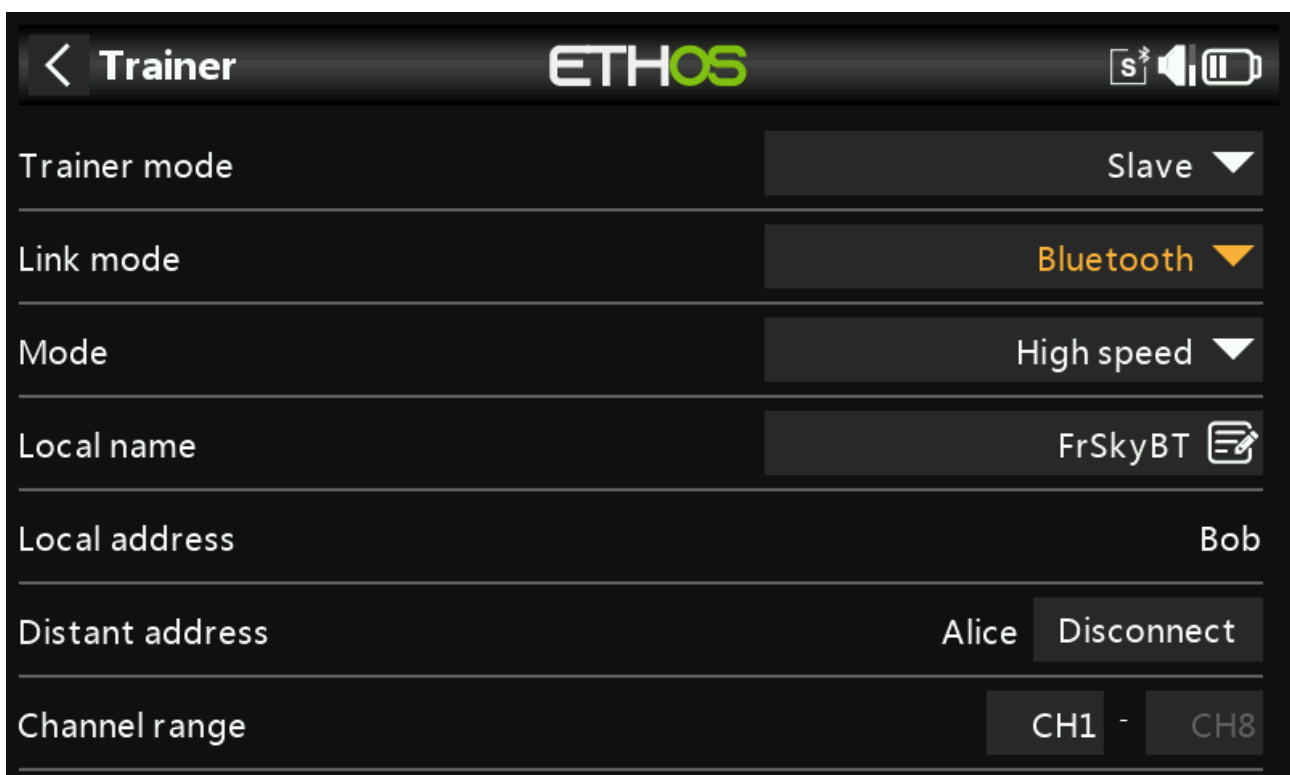 Trainer ETHOS S
Trainer mode Slave
Link mode Bluetooth
Mode High speed
Local name FrSkyBT
Local address Bob
Distant address Alice Disconnect
Channel range CH1 - CH8